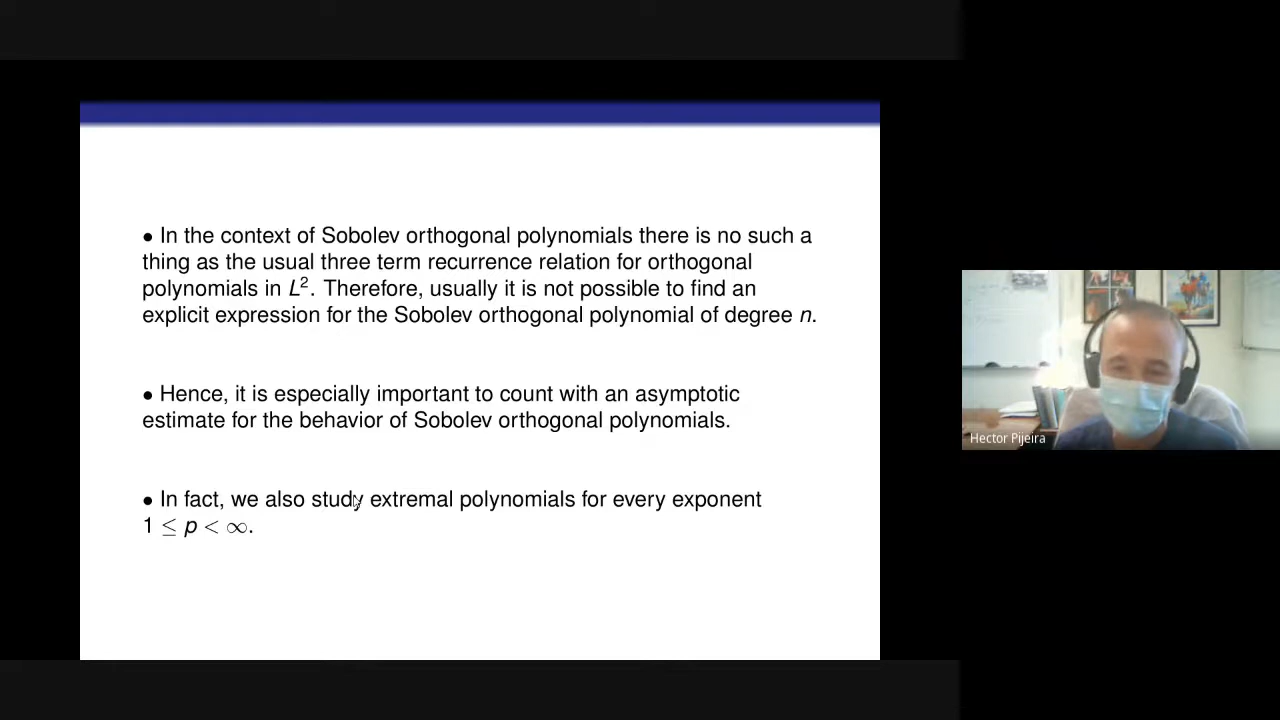 • In the context of Sobolev orthogonal polynomials there is no such a
thing as the usual three term recurrence relation for orthogonal
polynomials in L². Therefore, usually it is not possible to find an
explicit expression for the Sobolev orthogonal polynomial of degree n.
• Hence, it is especially important to count with an asymptotic
estimate for the behavior of Sobolev orthogonal polynomials.
• In fact, we also study extremal polynomials for every exponent
1 ≤ p < ∞.
Hector Pijeira